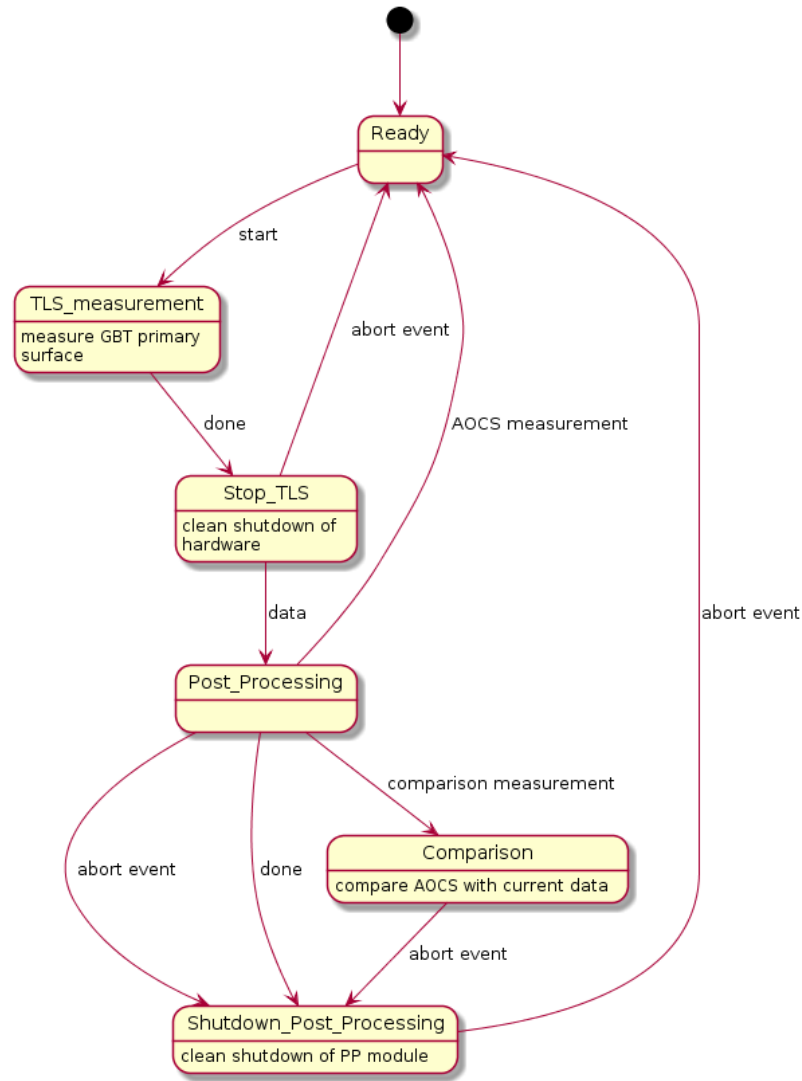 Ready
start
TLS_measurement
measure GBT primary
surface
abort event
done
AOCS measurement
Stop_TLS
clean shutdown of
hardware
data
abort event
Post_Processing
comparison measurement
Comparison
compare AOCS with current data
abort event
done
abort event
Shutdown_Post_Processing
clean shutdown of PP module